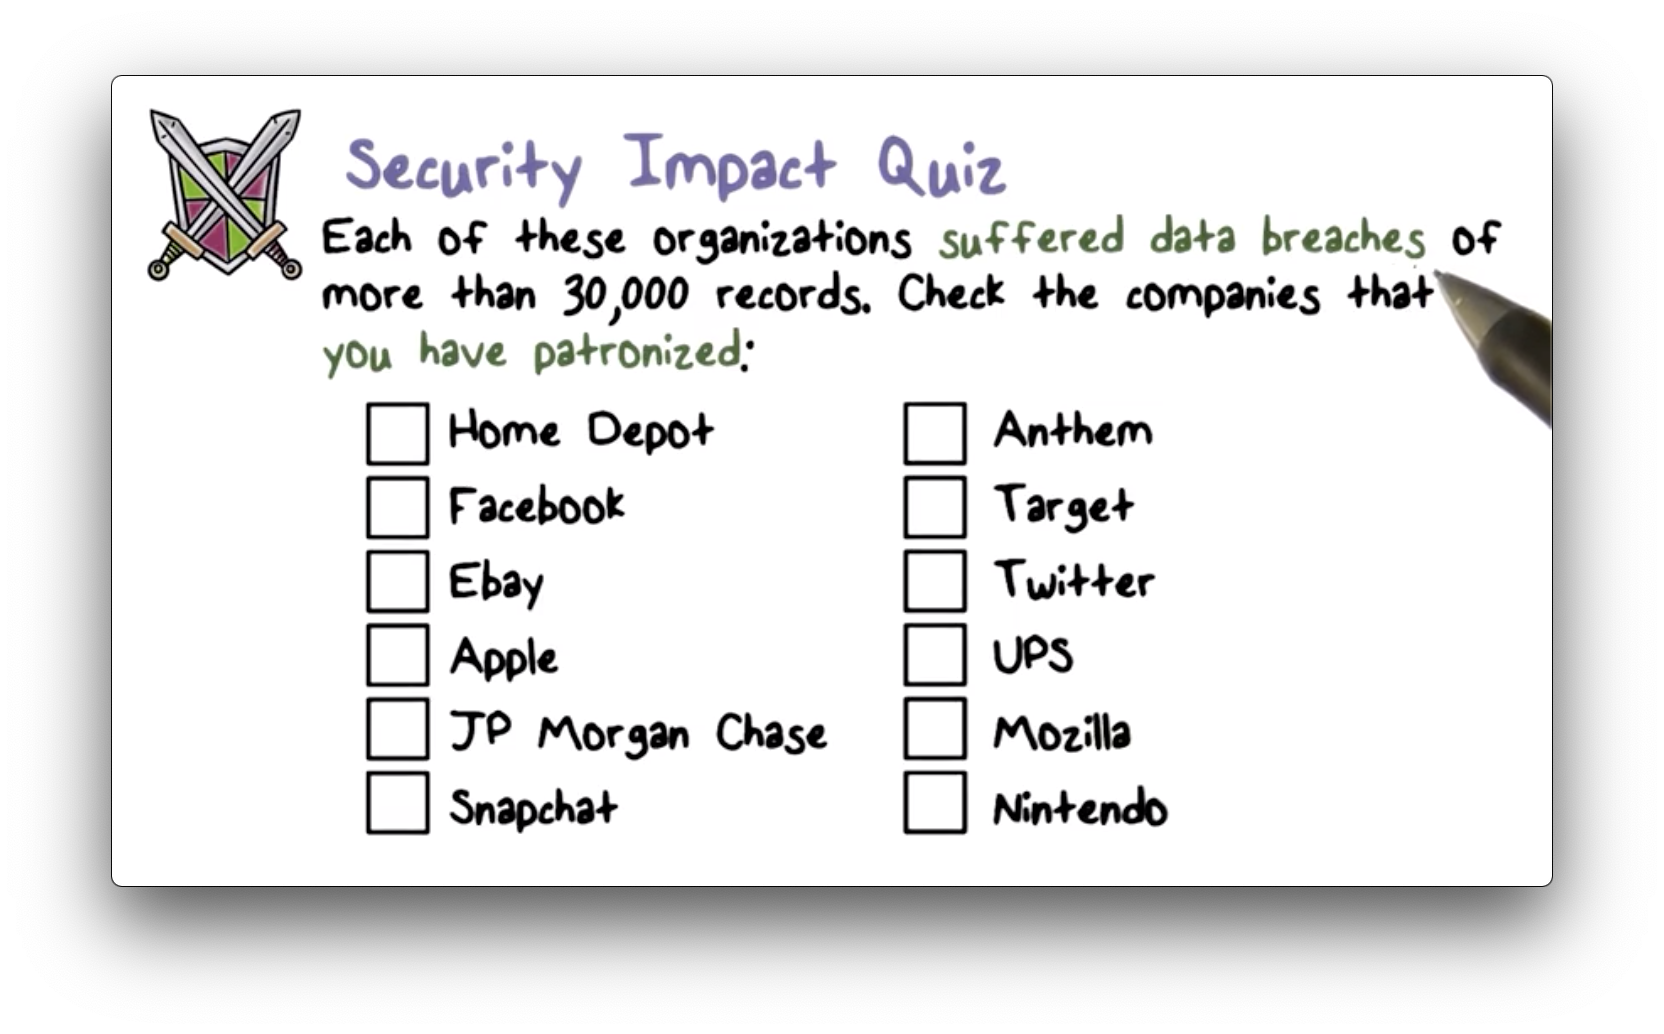 Security Impact Quiz
Each of these organizations suffered data breaches of
more than 30,000 records. Check the companies that
you have patronized:
Home Depot
Facebook
Ebay
Apple
JP Morgan Chase
Snapchat
Anthem
Target
Twitter
UPS
Mozilla
Nintendo